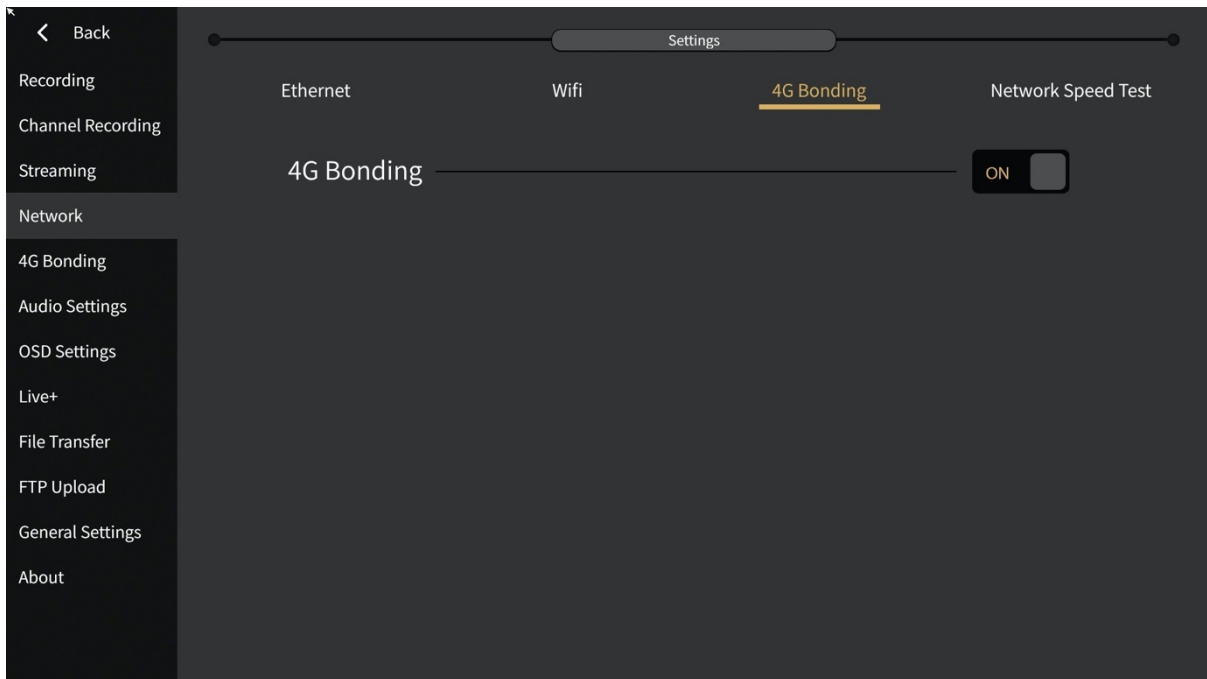 Back
Settings
Recording
Channel Recording
Streaming
Network
4G Bonding
Audio Settings
OSD Settings
Live+
File Transfer
FTP Upload
General Settings
About
Ethernet
Wifi
4G Bonding
Network Speed Test
4G Bonding
ON